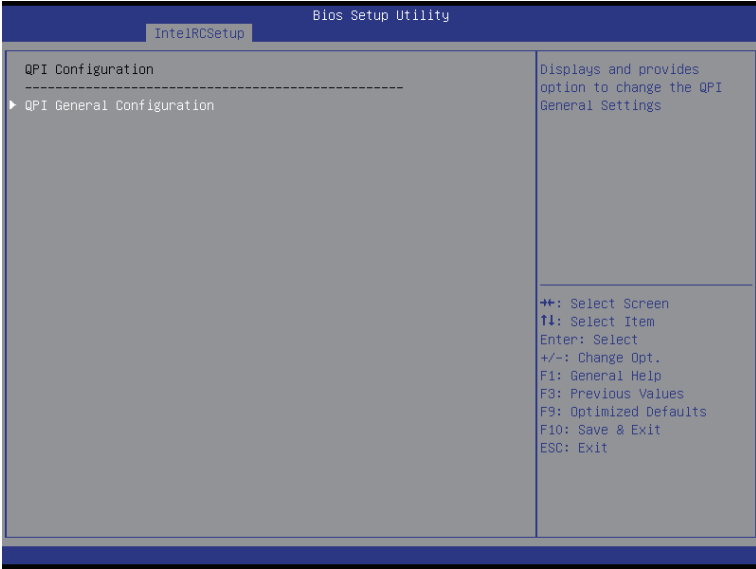 Bios Setup Utility
IntelRCSetup
QPI Configuration
--------------------------------------------------
QPI General Configuration
Displays and provides
option to change the QPI
General Settings
→←: Select Screen
↑↓: Select Item
Enter: Select
+/-: Change Opt.
F1: General Help
F3: Previous Values
F9: Optimized Defaults
F10: Save & Exit
ESC: Exit